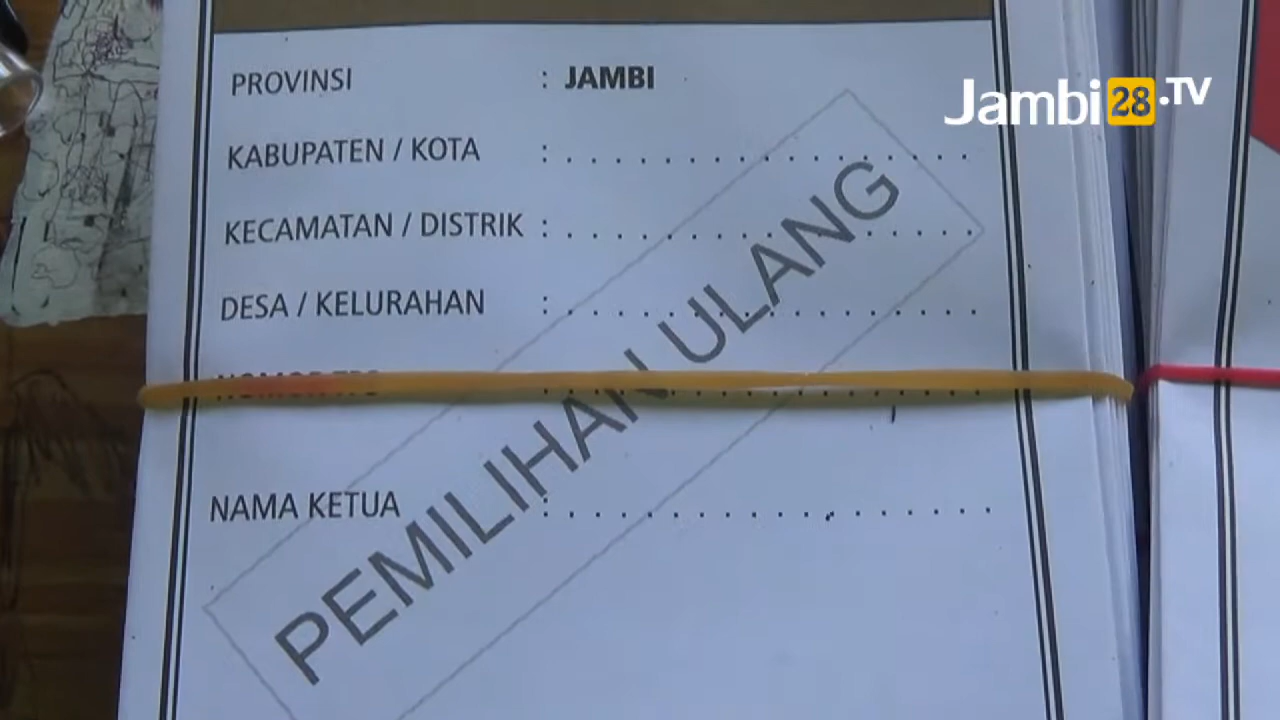 Jambi28.TV
PROVINSI : JAMBI
KABUPATEN / KOTA : . . . . . . . . . . . . . . . .
KECAMATAN / DISTRIK : . . . . . . . . . . . . . . . .
DESA / KELURAHAN : . . . . . . . . . . . . . . . .
NAMA KETUA : . . . . . . . . . . . . . . . .
PEMILIHAN ULANG